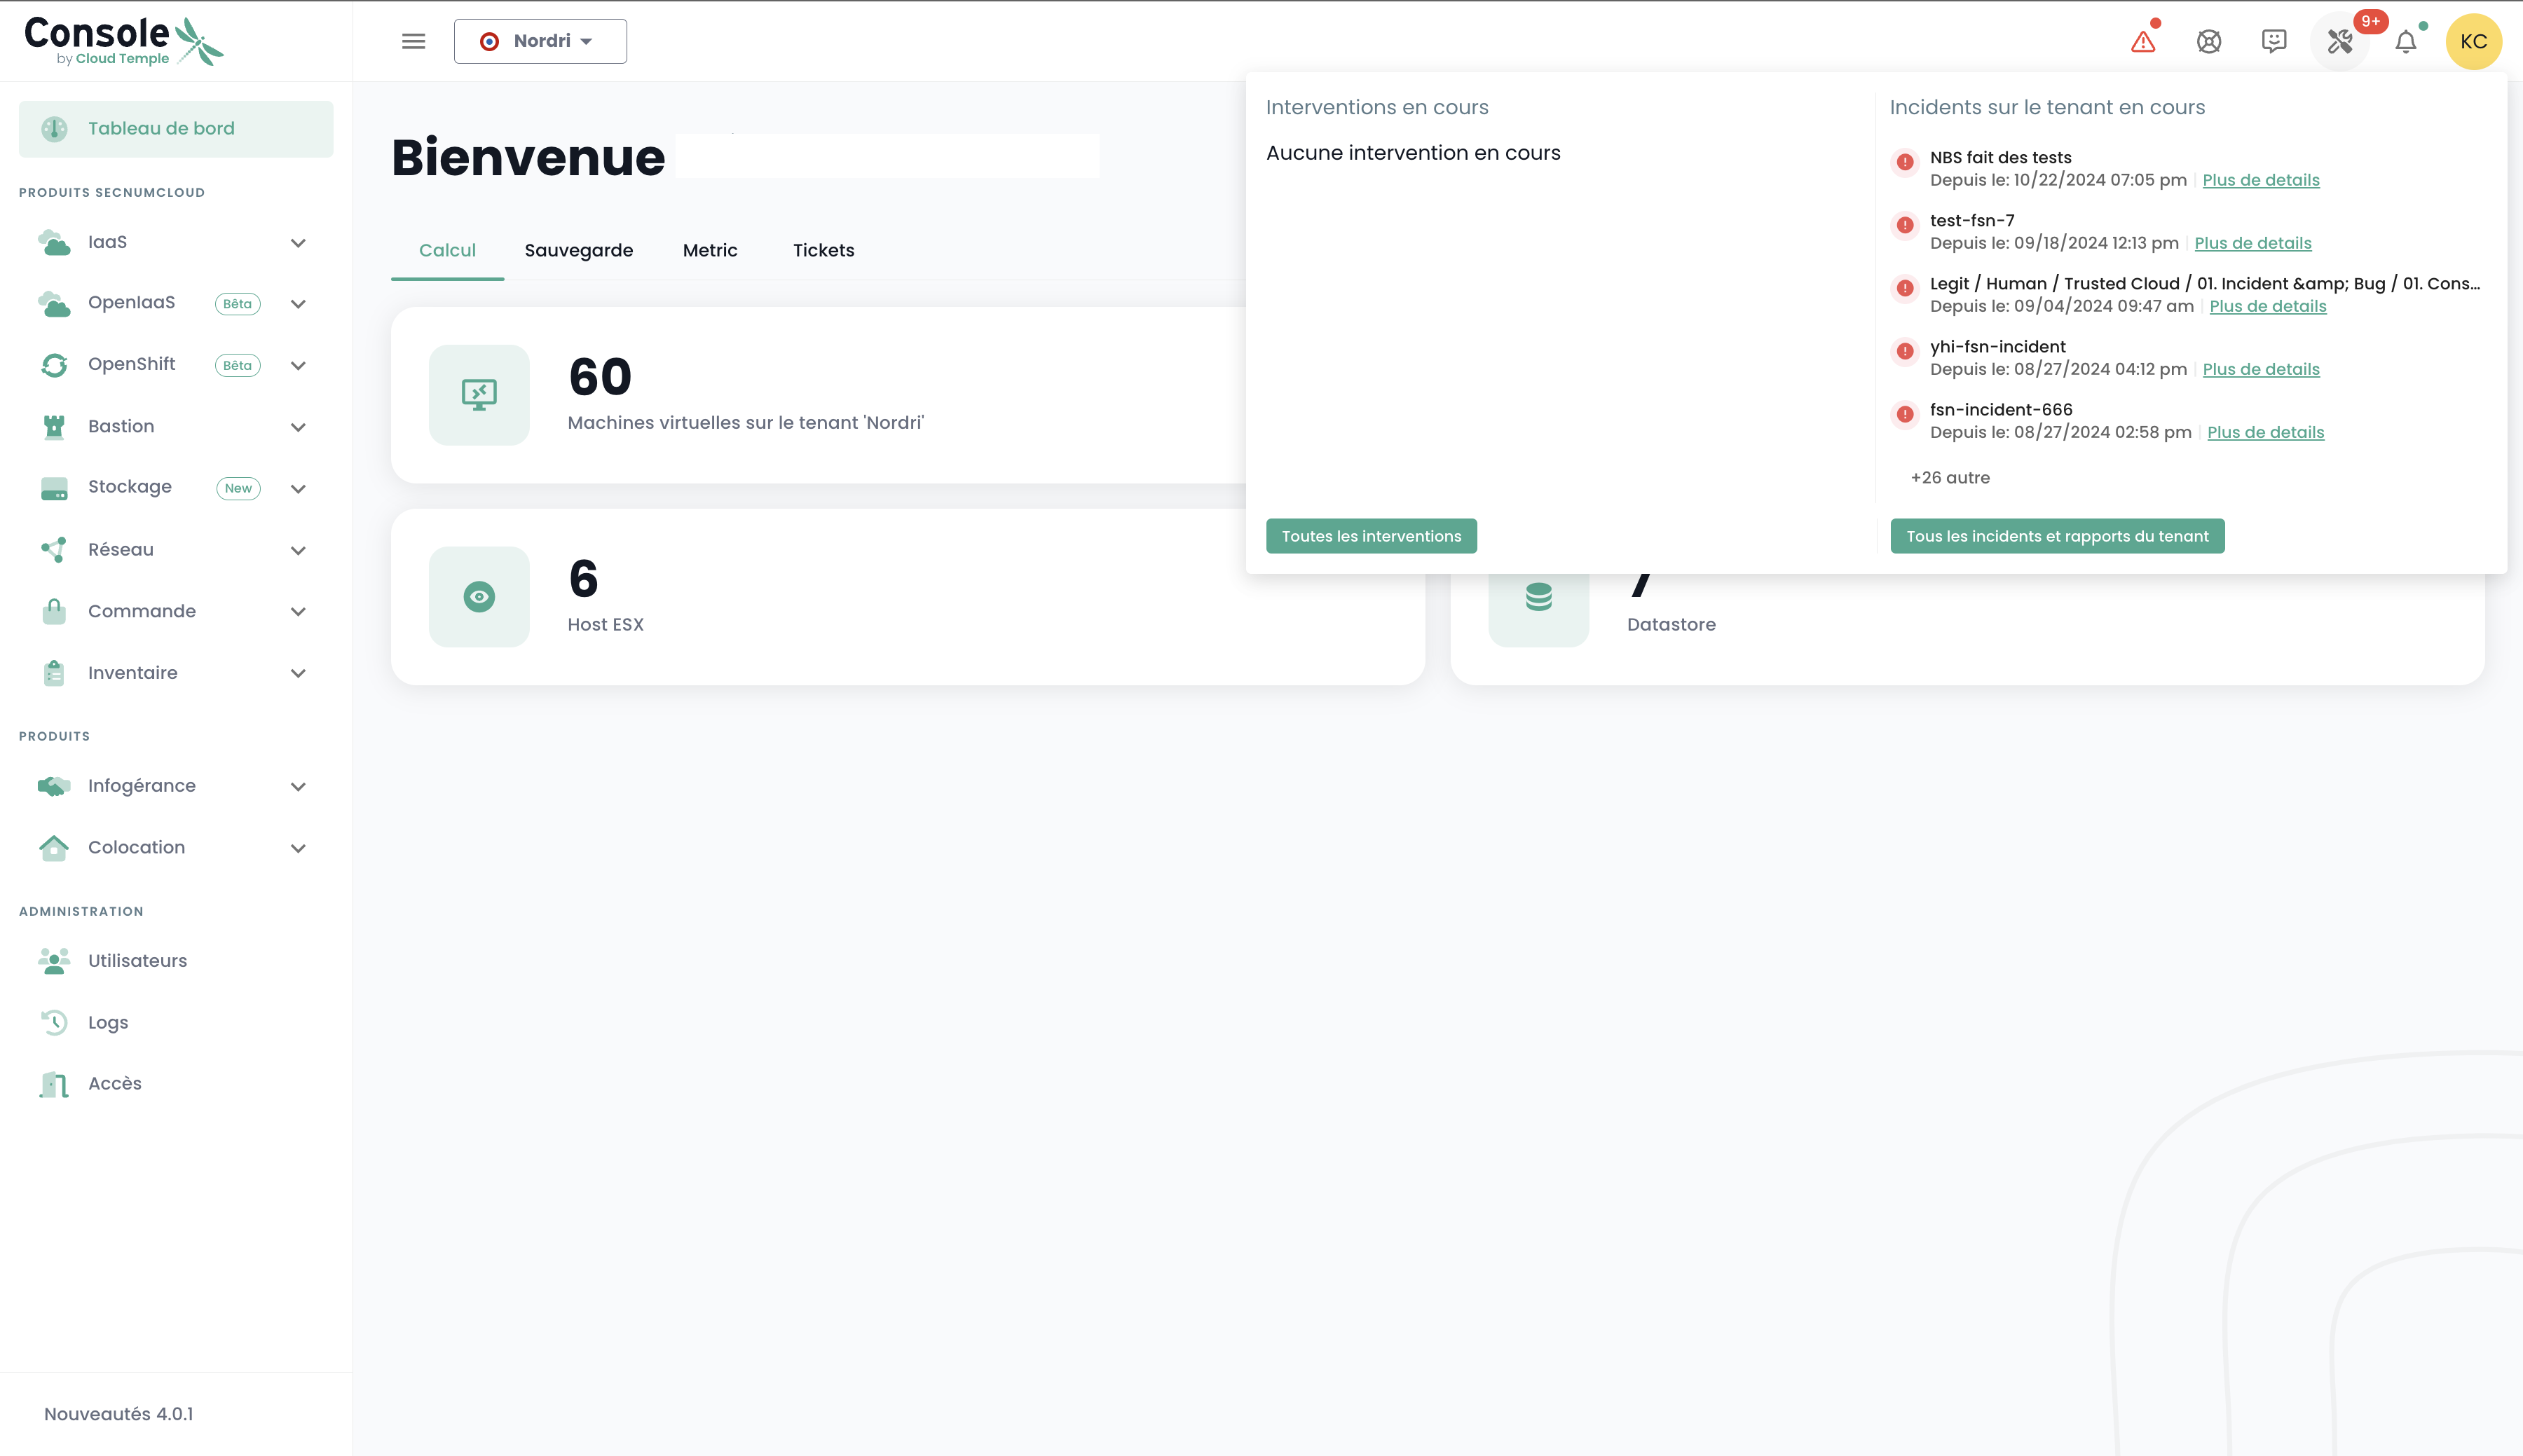 Console
by Cloud Temple
Nordri
9+
KC
Tableau de bord
PRODUITS SECNUMCLOUD
IaaS
OpenIaaS Bêta
OpenShift Bêta
Bastion
Stockage New
Réseau
Commande
Inventaire
PRODUITS
Infogérance
Colocation
ADMINISTRATION
Utilisateurs
Logs
Accès
Nouveautés 4.0.1
Bienvenue
Calcul Sauvegarde Metric Tickets
60
Machines virtuelles sur le tenant 'Nordri'
6
Host ESX
7
Datastore
Interventions en cours
Aucune intervention en cours
Toutes les interventions
Incidents sur le tenant en cours
NBS fait des tests
Depuis le: 10/22/2024 07:05 pm Plus de details
test-fsn-7
Depuis le: 09/18/2024 12:13 pm Plus de details
Legit / Human / Trusted Cloud / 01. Incident &amp; Bug / 01. Cons...
Depuis le: 09/04/2024 09:47 am Plus de details
yhi-fsn-incident
Depuis le: 08/27/2024 04:12 pm Plus de details
fsn-incident-666
Depuis le: 08/27/2024 02:58 pm Plus de details
+26 autre
Tous les incidents et rapports du tenant